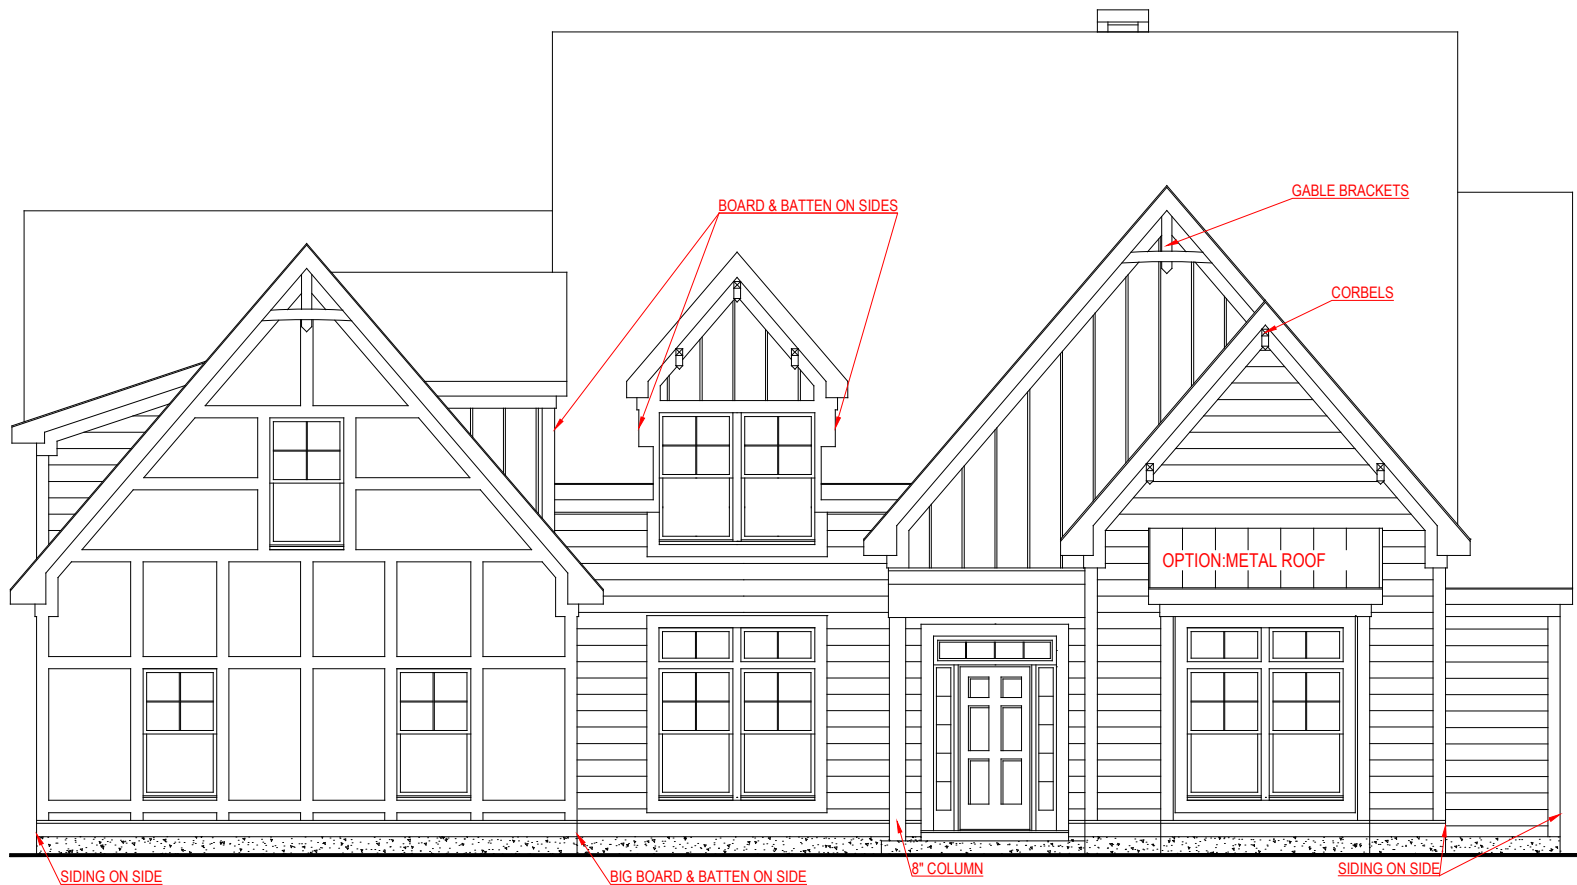 GABLE BRACKETS
BOARD & BATTEN ON SIDES
CORBELS
OPTION:METAL ROOF
8" COLUMN
SIDING ON SIDE
SIDING ON SIDE
BIG BOARD & BATTEN ON SIDE